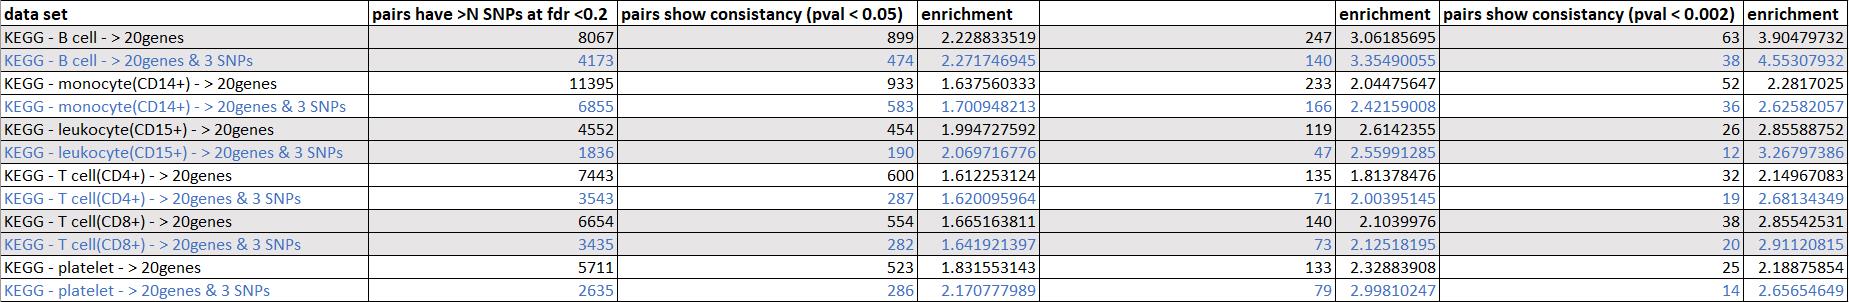 data set pairs have >N SNPs at fdr <0.2 pairs show consistancy (pval < 0.05) enrichment enrichment pairs show consistancy (pval < 0.002) enrichment
KEGG - B cell - > 20genes 8067 899 2.228833519 247 3.06185695 63 3.90479732
KEGG - B cell - > 20genes & 3 SNPs 4173 474 2.271746945 140 3.35490055 38 4.55307932
KEGG - monocyte(CD14+) - > 20genes 11395 933 1.637560333 233 2.04475647 52 2.2817025
KEGG - monocyte(CD14+) - > 20genes & 3 SNPs 6855 583 1.700948213 166 2.42159008 36 2.62582057
KEGG - leukocyte(CD15+) - > 20genes 4552 454 1.994727592 119 2.6142355 26 2.85588752
KEGG - leukocyte(CD15+) - > 20genes & 3 SNPs 1836 190 2.069716776 47 2.55991285 12 3.26797386
KEGG - T cell(CD4+) - > 20genes 7443 600 1.612253124 135 1.81378476 32 2.14967083
KEGG - T cell(CD4+) - > 20genes & 3 SNPs 3543 287 1.620095964 71 2.00395145 19 2.68134349
KEGG - T cell(CD8+) - > 20genes 6654 554 1.665163811 140 2.1039976 38 2.85542531
KEGG - T cell(CD8+) - > 20genes & 3 SNPs 3435 282 1.641921397 73 2.12518195 20 2.91120815
KEGG - platelet - > 20genes 5711 523 1.831553143 133 2.32883908 25 2.18875854
KEGG - platelet - > 20genes & 3 SNPs 2635 286 2.170777989 79 2.99810247 14 2.65654649